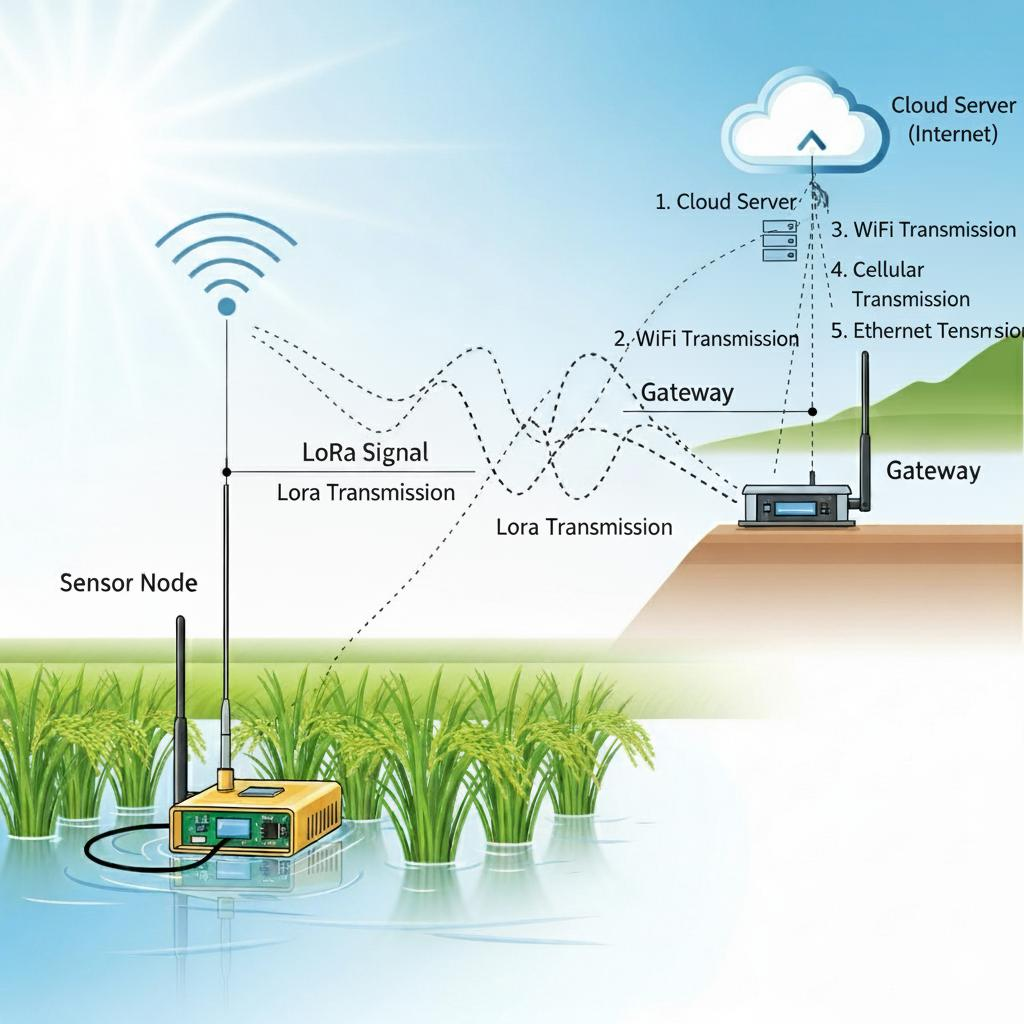 Cloud Server
(Internet)
1. Cloud Server
3. WiFi Transmission
4. Cellular
Transmission
2. WiFi Transmission
5. Ethernet Tensrrsion
Gateway
LoRa Signal
Lora Transmission
Gateway
Lora Transmission
Sensor Node